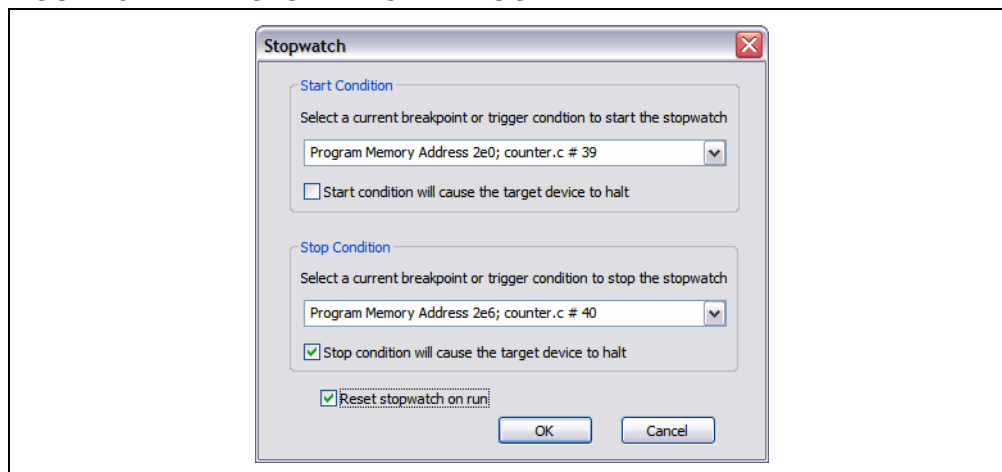 Stopwatch
Start Condition
Select a current breakpoint or trigger condtion to start the stopwatch
Program Memory Address 2e0; counter.c # 39
Start condition will cause the target device to halt
Stop Condition
Select a current breakpoint or trigger condition to stop the stopwatch
Program Memory Address 2e6; counter.c # 40
Stop condition will cause the target device to halt
Reset stopwatch on run
OK Cancel